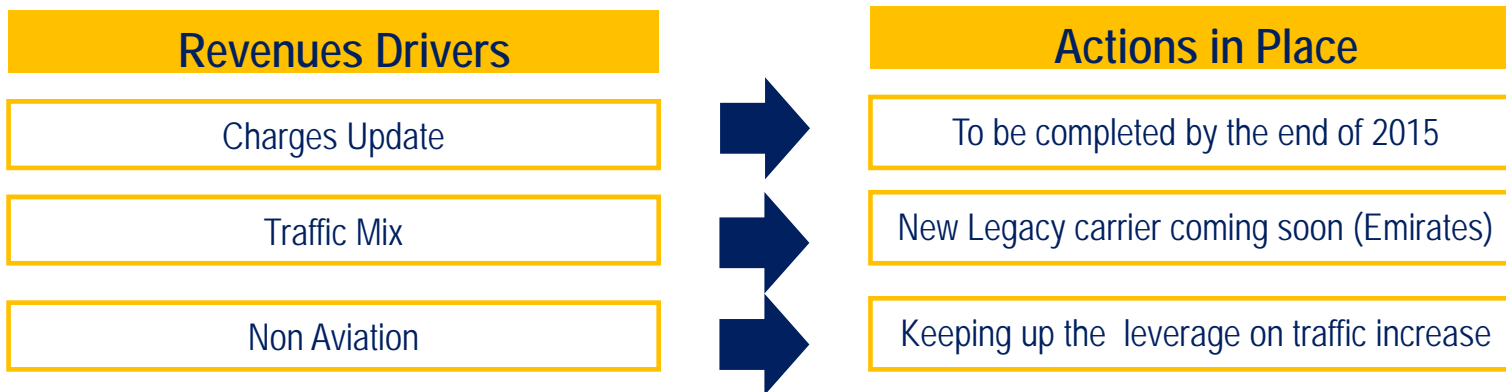 Revenues Drivers
Actions in Place
Charges Update
To be completed by the end of 2015
Traffic Mix
New Legacy carrier coming soon (Emirates)
Non Aviation
Keeping up the leverage on traffic increase